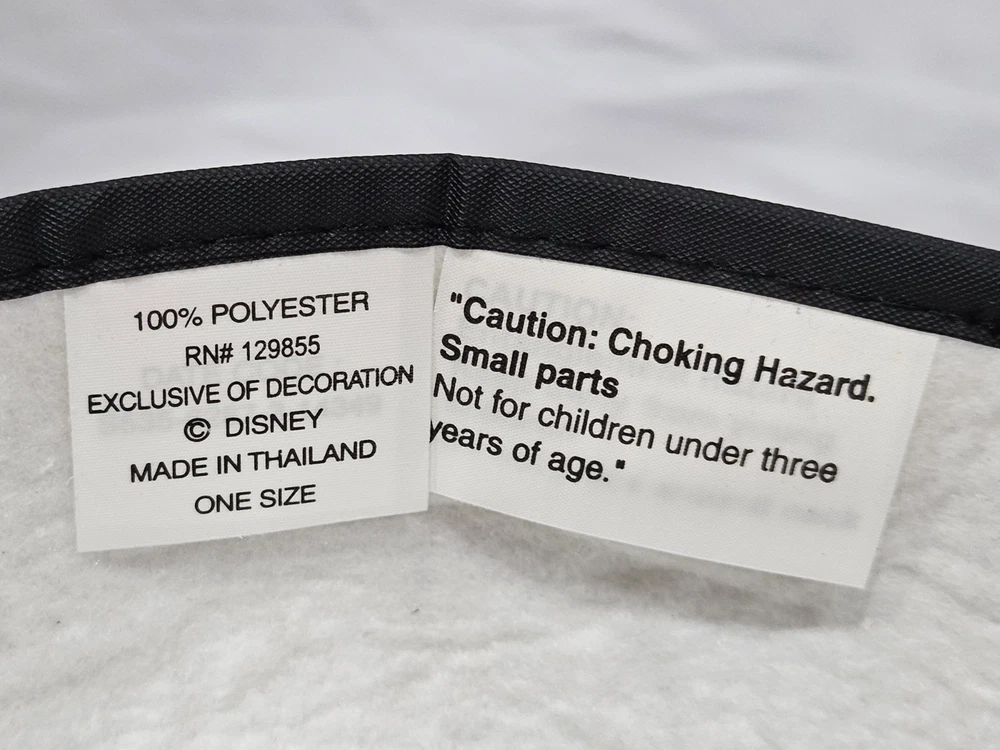 100% POLYESTER
RN# 129855
EXCLUSIVE OF DECORATION
© DISNEY
MADE IN THAILAND
ONE SIZE
"Caution: Choking Hazard.
Small parts
Not for children under three
years of age."